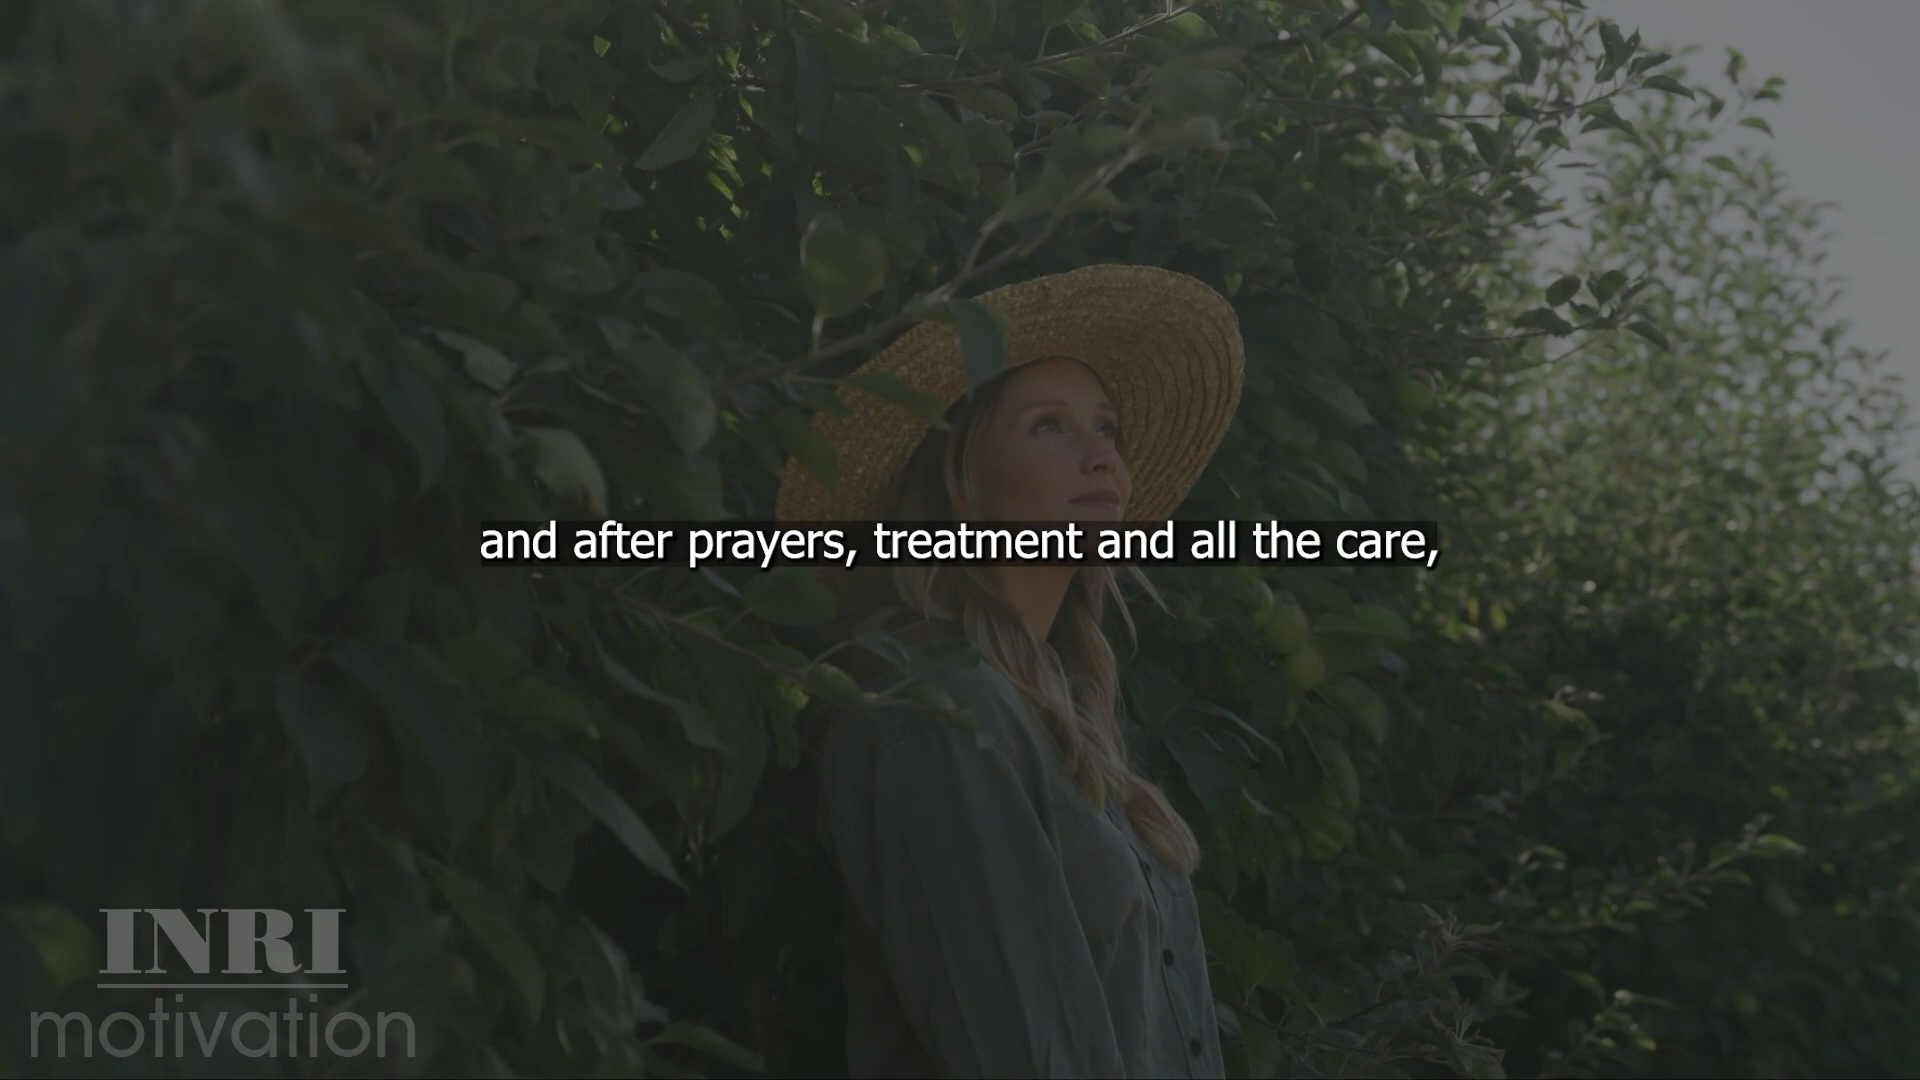 and after prayers, treatment and all the care,
INRI
motivation